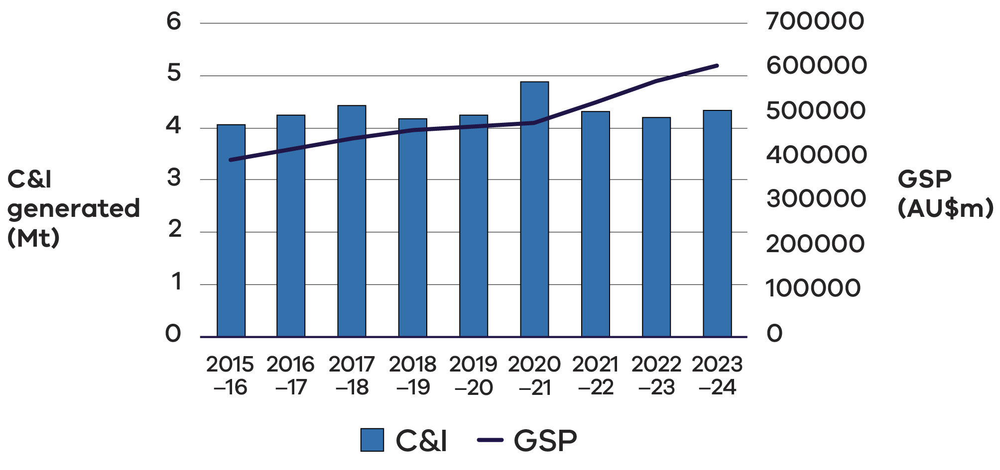 6
5
4
3
2
1
0
C&I
generated
(Mt)
700000
600000
500000
400000
300000
200000
100000
0
GSP
(AU$m)
2015 2016 2017 2018 2019 2020 2021 2022 2023
–16 –17 –18 –19 –20 –21 –22 –23 –24
C&I GSP